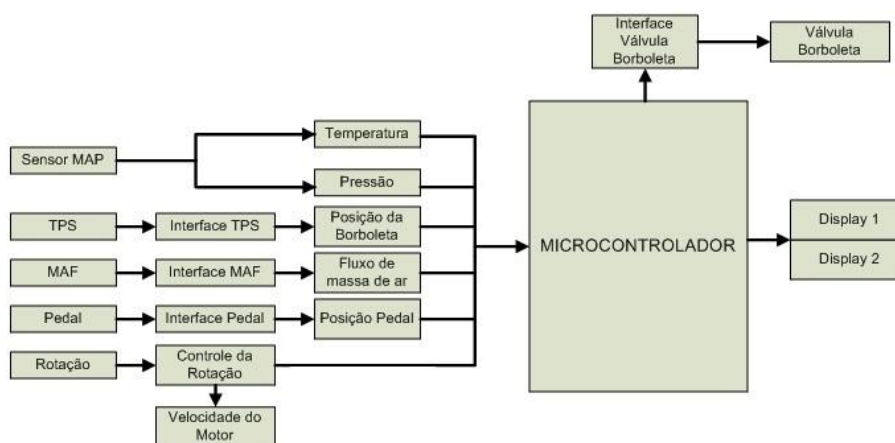 Interface
Válvula
Borboleta
Válvula
Borboleta
Temperatura
Sensor MAP
Pressão
TPS
Interface TPS
Posição da
Borboleta
MAF
Interface MAF
Fluxo de
massa de ar
Pedal
Interface Pedal
Posição Pedal
Rotação
Controle da
Rotação
Velocidade do
Motor
MICROCONTROLADOR
Display 1
Display 2